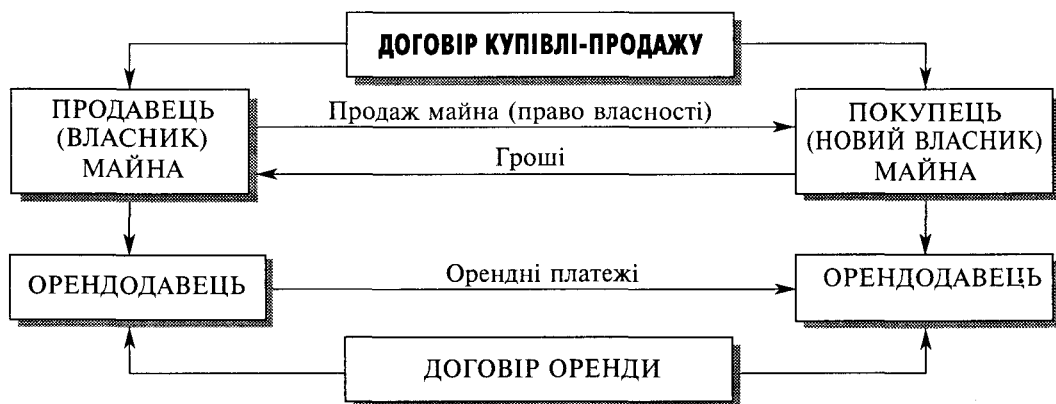 ДОГОВІР КУПІВЛІ-ПРОДАЖУ
ПРОДАВЕЦЬ
(ВЛАСНИК)
МАЙНА
Продаж майна (право власності)
Гроші
ПОКУПЕЦЬ
(НОВИЙ ВЛАСНИК)
МАЙНА
ОРЕНДОДАВЕЦЬ
Орендні платежі
ОРЕНДОДАВЕЦЬ
ДОГОВІР ОРЕНДИ